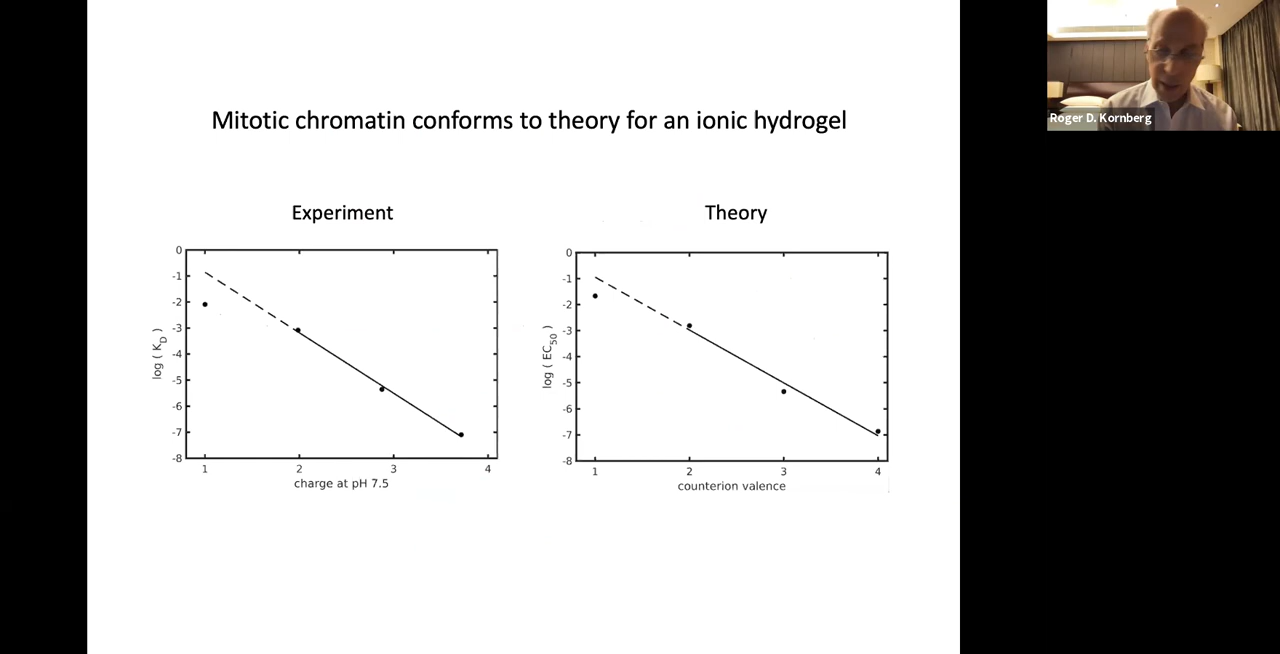 Mitotic chromatin conforms to theory for an ionic hydrogel
Roger D. Kornberg
Experiment
0
-1
-2
-3
-4
-5
-6
-7
-8
log ( K_D )
1 2 3 4
charge at pH 7.5
Theory
0
-1
-2
-3
-4
-5
-6
-7
-8
log ( EC_50 )
1 2 3 4
counterion valence